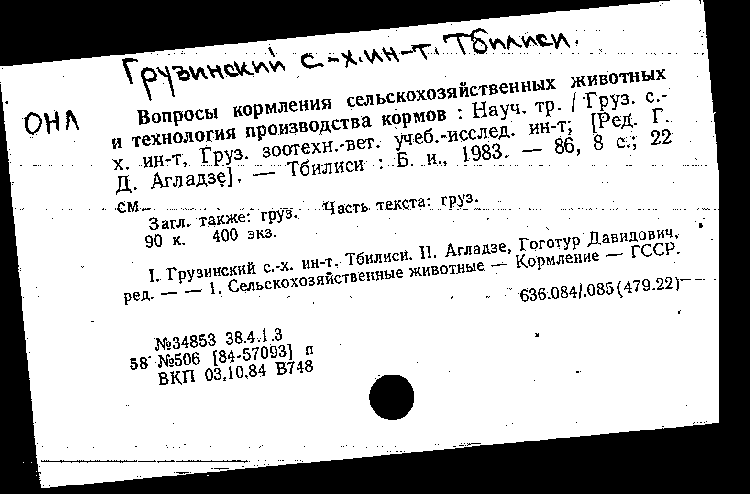 Грузинский с.-х. ин-т. Тбилиси.
ОНЛ
Вопросы кормления сельскохозяйственных животных
и технология производства кормов : Науч. тр. / Груз. с.-
х. ин-т, Груз. зоотехн.-вет. учеб.-исслед. ин-т; [Ред. Г.
Д. Агладзе]. — Тбилиси : Б. и., 1983. — 86, 8 с.; 22
см.
Загл. также: груз. Часть текста: груз.
90 к. 400 экз.
I. Грузинский с.-х. ин-т. Тбилиси. II. Агладзе, Гоготур Давидович,
ред. — — 1. Сельскохозяйственные животные — Кормление — ГССР.
636.084/.085(479.22)
№34853 38.4.1.3
58 №506 [84-57093] п
ВКП 03.10.84 В748